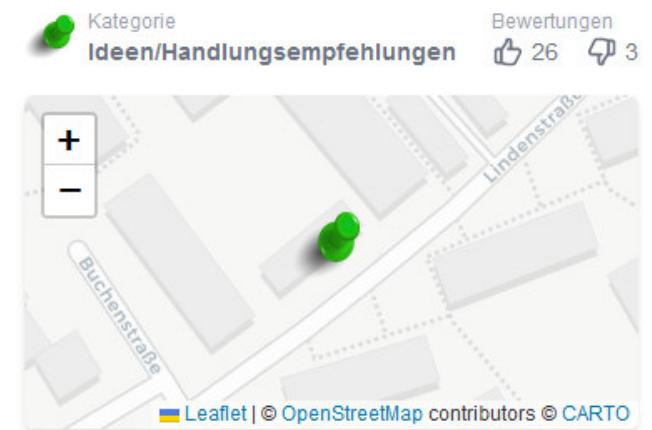 Kategorie
Ideen/Handlungsempfehlungen
Bewertungen
26 3
+
−
Lindenstraße
Buchenstraße
Leaflet | © OpenStreetMap contributors © CARTO